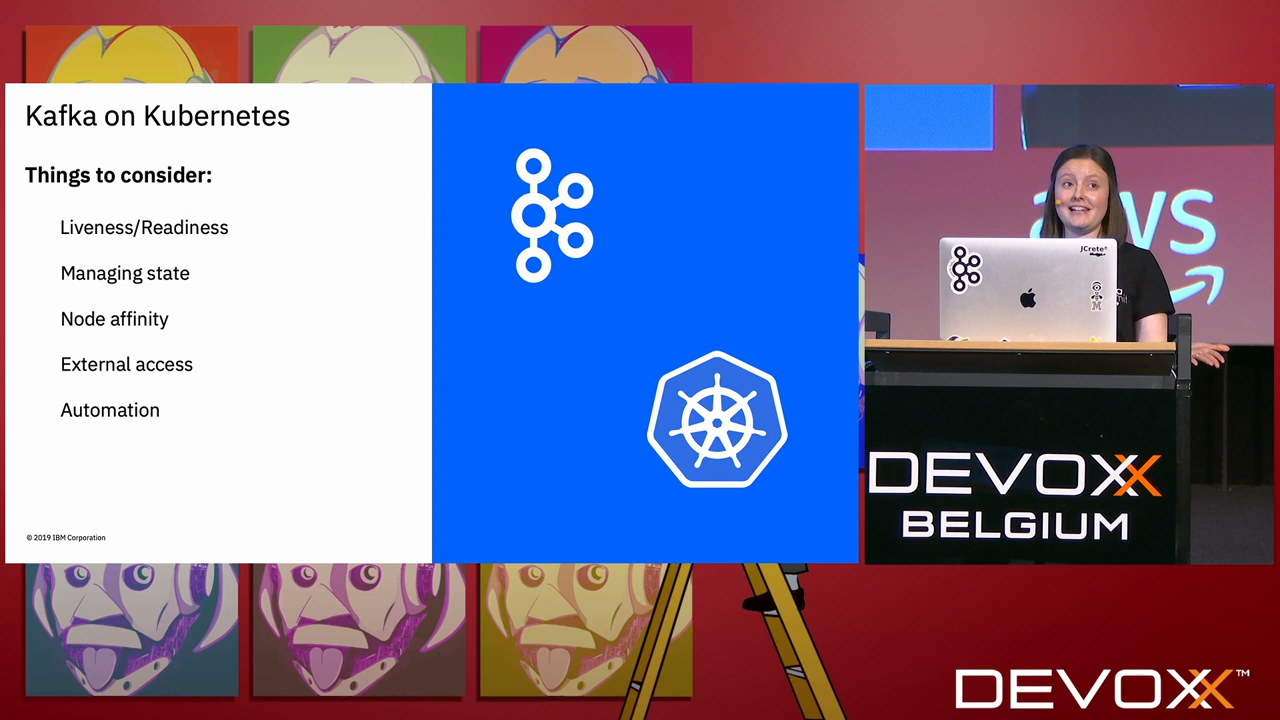 Kafka on Kubernetes
Things to consider:
Liveness/Readiness
Managing state
Node affinity
External access
Automation
© 2019 IBM Corporation
aws
JCrete
DEVOXX
BELGIUM
DEVOXX™